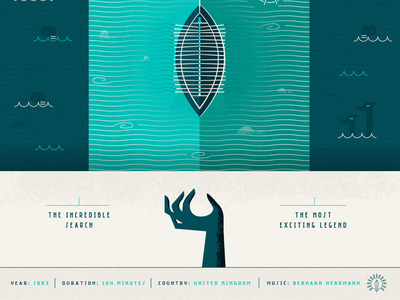 THE INCREDIBLE
SEARCH
THE MOST
EXCITING LEGEND
YEAR: 1963 | DURATION: 104 MINUTES | COUNTRY: UNITED KINGDOM | MUSIC: BERNARD HERRMANN